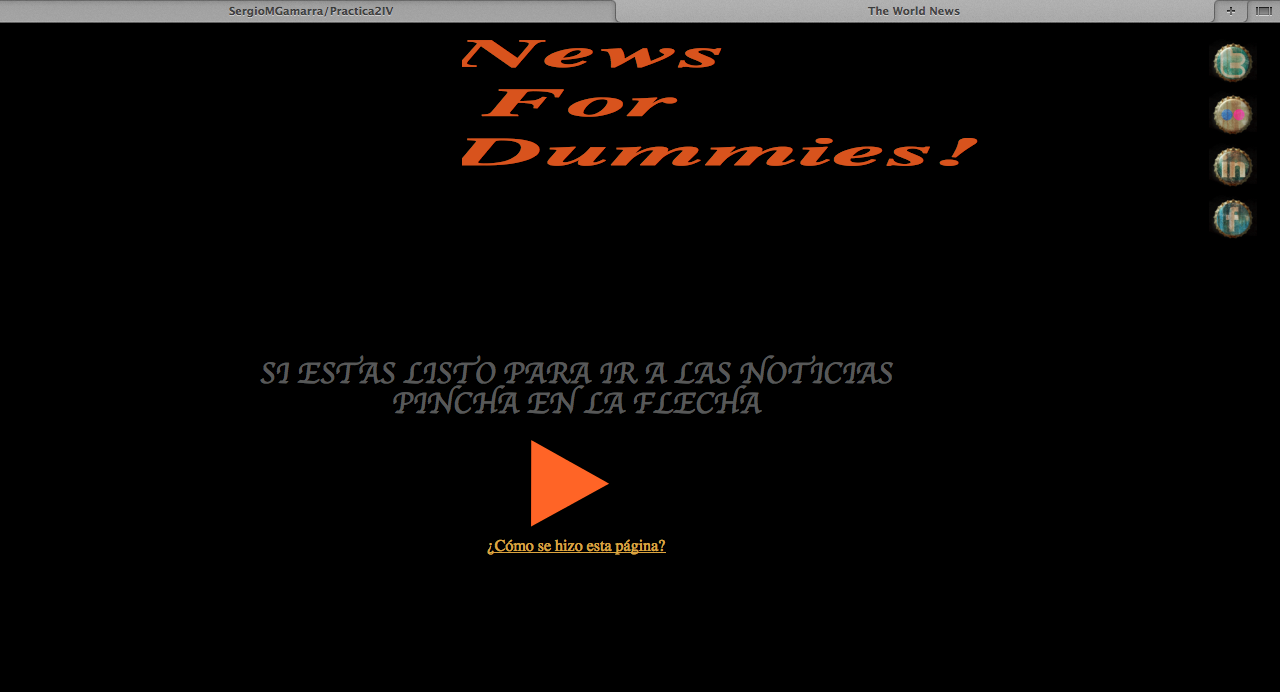 SergioMGamarra/Practica2IV
The World News
News
For
Dummies!
in
f
SI ESTAS LISTO PARA IR A LAS NOTICIAS
PINCHA EN LA FLECHA
¿Cómo se hizo esta página?